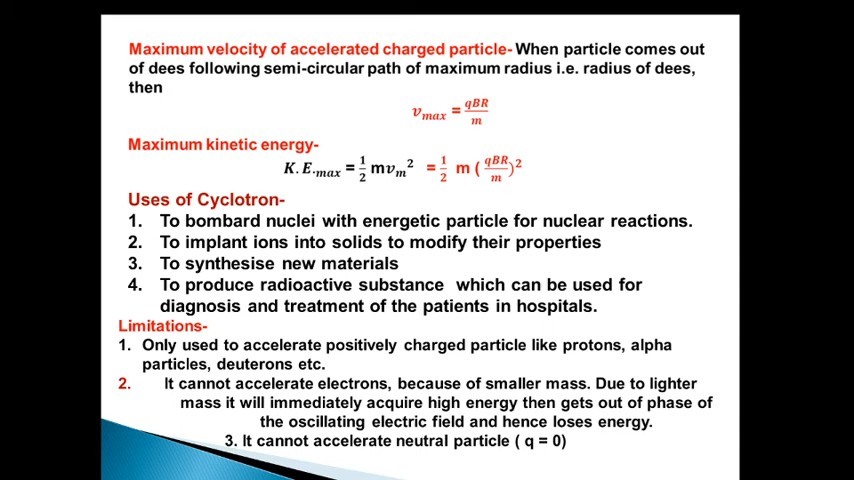 Maximum velocity of accelerated charged particle- When particle comes out
of dees following semi-circular path of maximum radius i.e. radius of dees,
then
v_max = qBR/m
Maximum kinetic energy-
K.E._max = 1/2 mv_m² = 1/2 m ( qBR/m )²
Uses of Cyclotron-
1. To bombard nuclei with energetic particle for nuclear reactions.
2. To implant ions into solids to modify their properties
3. To synthesise new materials
4. To produce radioactive substance which can be used for
diagnosis and treatment of the patients in hospitals.
Limitations-
1. Only used to accelerate positively charged particle like protons, alpha
particles, deuterons etc.
2. It cannot accelerate electrons, because of smaller mass. Due to lighter
mass it will immediately acquire high energy then gets out of phase of
the oscillating electric field and hence loses energy.
3. It cannot accelerate neutral particle ( q = 0)